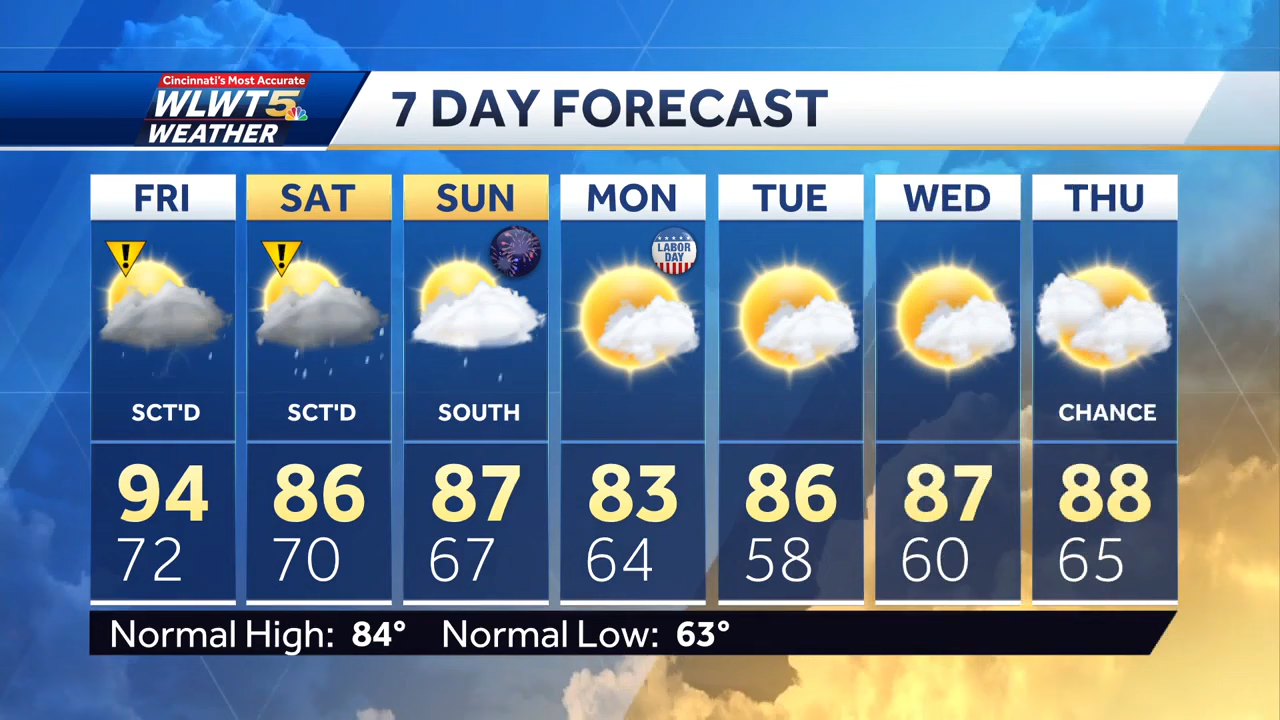 Cincinnati's Most Accurate
WLWT5
WEATHER
7 DAY FORECAST
FRI SAT SUN MON TUE WED THU
! !
LABOR
DAY
SCT'D SCT'D SOUTH CHANCE
94 86 87 83 86 87 88
72 70 67 64 58 60 65
Normal High: 84° Normal Low: 63°